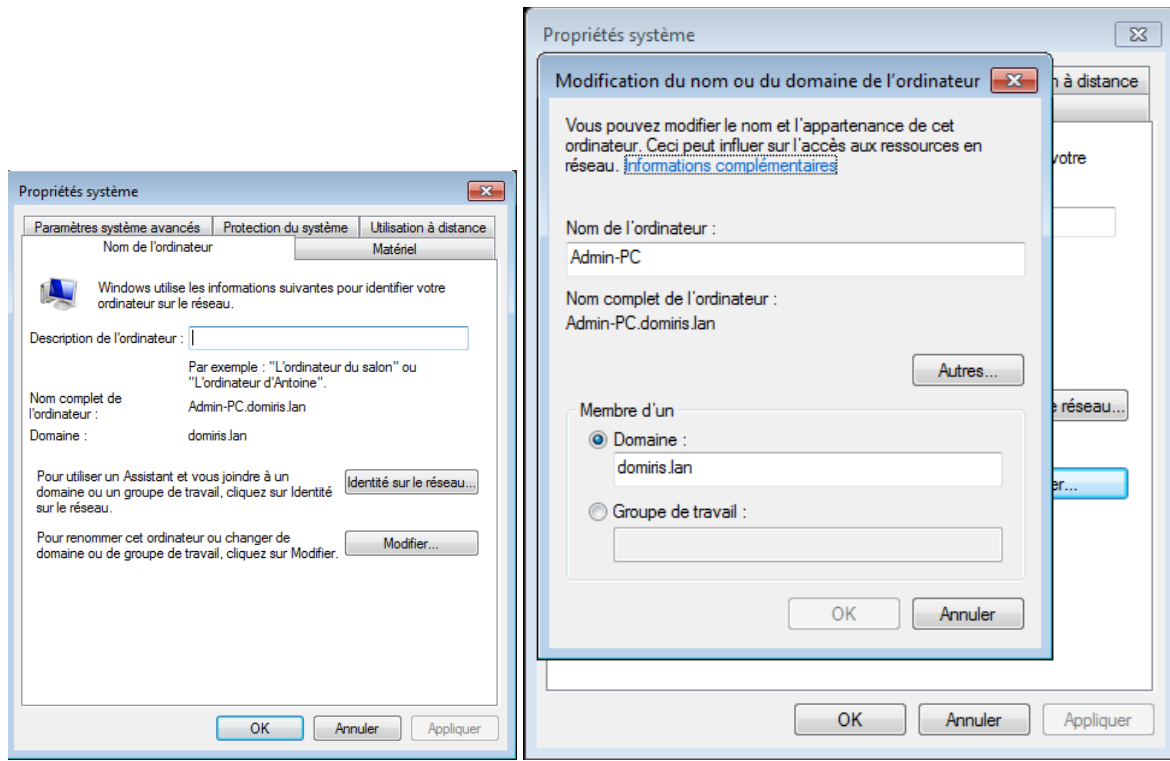 Propriétés système
Paramètres système avancés
Protection du système
Utilisation à distance
Nom de l'ordinateur
Matériel
Windows utilise les informations suivantes pour identifier votre
ordinateur sur le réseau.
Description de l'ordinateur :
Par exemple : "L'ordinateur du salon" ou
"L'ordinateur d'Antoine".
Nom complet de
l'ordinateur :
Admin-PC.domiris.lan
Domaine :
domiris.lan
Pour utiliser un Assistant et vous joindre à un
domaine ou un groupe de travail, cliquez sur Identité
sur le réseau.
Identité sur le réseau...
Pour renommer cet ordinateur ou changer de
domaine ou de groupe de travail, cliquez sur Modifier.
Modifier...
OK
Annuler
Appliquer
Propriétés système
Modification du nom ou du domaine de l'ordinateur
à distance
Vous pouvez modifier le nom et l'appartenance de cet
ordinateur. Ceci peut influer sur l'accès aux ressources en
réseau. Informations complémentaires
votre
Nom de l'ordinateur :
Admin-PC
Nom complet de l'ordinateur :
Admin-PC.domiris.lan
Autres...
Membre d'un
réseau...
Domaine :
domiris.lan
er...
Groupe de travail :
OK
Annuler
OK
Annuler
Appliquer